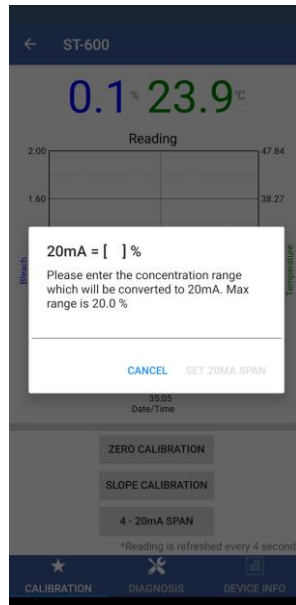 ST-600
0.1 % 23.9 °C
Reading
2.00
47.84
1.60
38.27
Bleach
Temperature
20mA = [ ] %
Please enter the concentration range
which will be converted to 20mA. Max
range is 20.0 %
CANCEL SET 20MA SPAN
35:05
Date/Time
ZERO CALIBRATION
SLOPE CALIBRATION
4 - 20mA SPAN
*Reading is refreshed every 4 second
CALIBRATION DIAGNOSIS DEVICE INFO